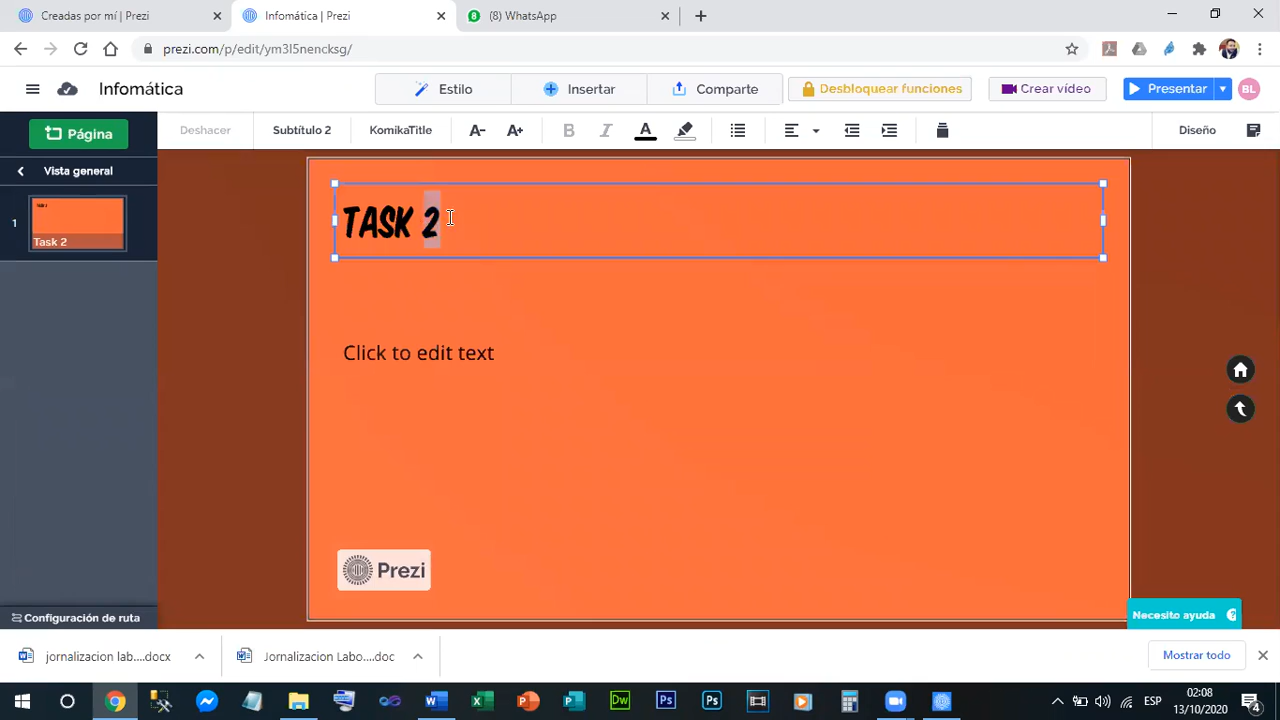 Creadas por mí | Prezi
Infomática | Prezi
(8) WhatsApp
prezi.com/p/edit/ym3l5nencksg/
Infomática
Estilo
Insertar
Comparte
Desbloquear funciones
Crear vídeo
Presentar
BL
Página
Deshacer
Subtítulo 2
KomikaTitle
A-
A+
B
I
A
Diseño
Vista general
1
Task 2
TASK 2
Click to edit text
Prezi
Configuración de ruta
Necesito ayuda
jornalizacion lab....docx
Jornalizacion Labo....doc
Mostrar todo
ESP
02:08
13/10/2020
4